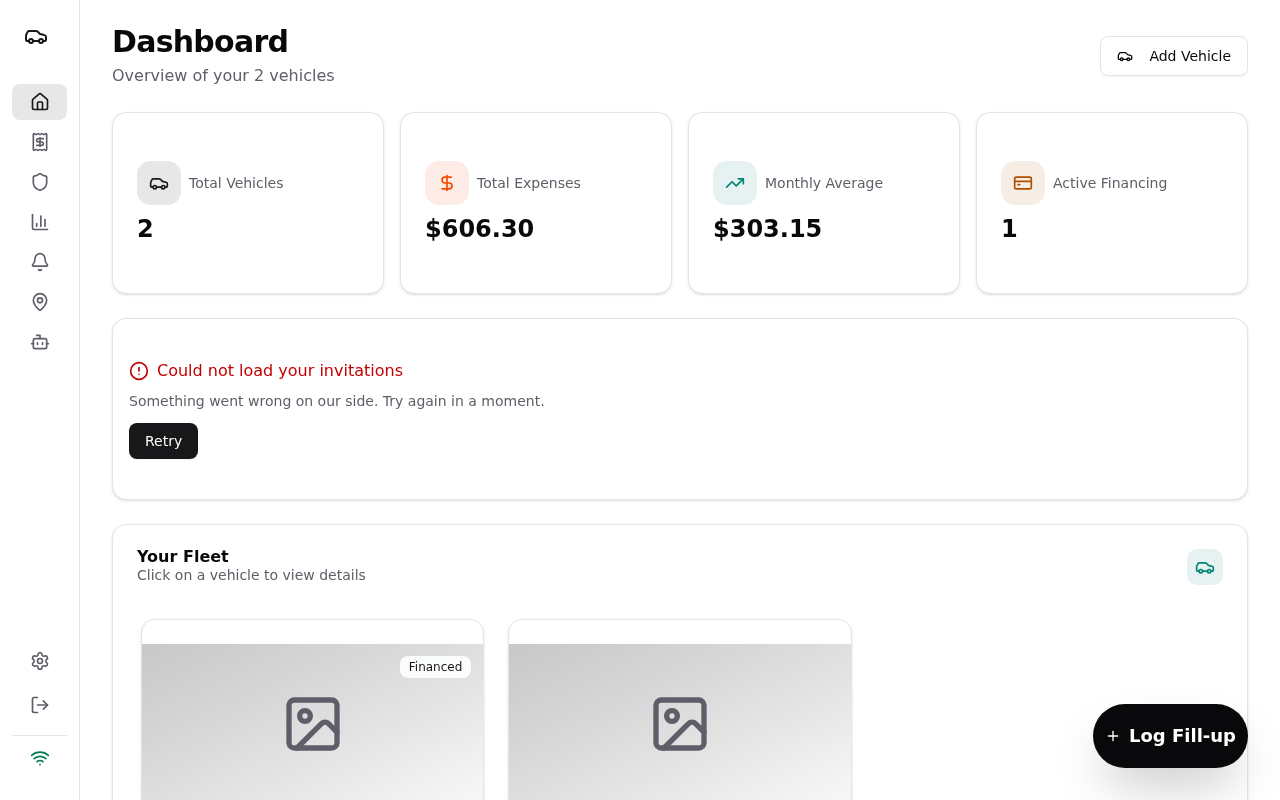 Dashboard
Overview of your 2 vehicles
Add Vehicle
Total Vehicles
2
Total Expenses
$606.30
Monthly Average
$303.15
Active Financing
1
Could not load your invitations
Something went wrong on our side. Try again in a moment.
Retry
Your Fleet
Click on a vehicle to view details
Financed
Log Fill-up